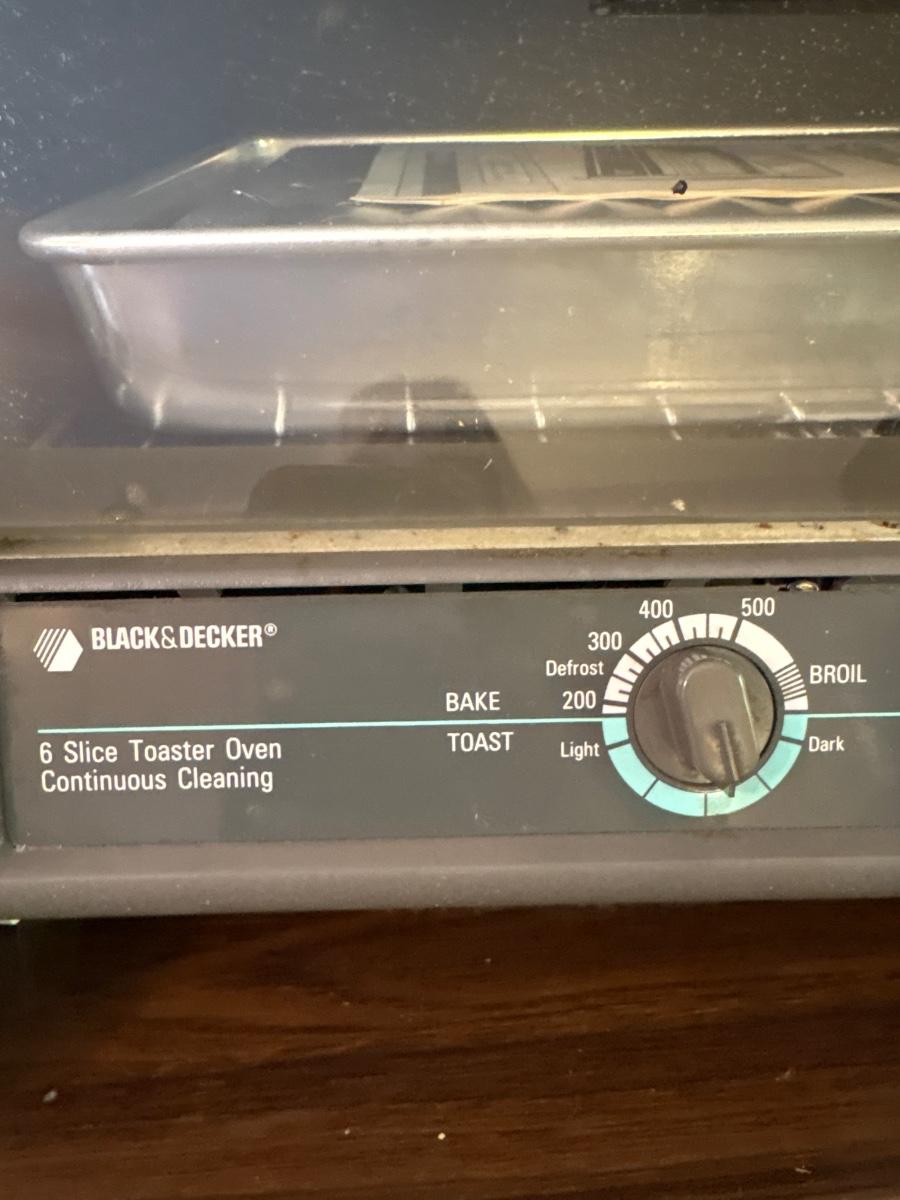 BLACK&DECKER®
6 Slice Toaster Oven
Continuous Cleaning
BAKE
TOAST
200
Defrost
300
400
500
BROIL
Light
Dark